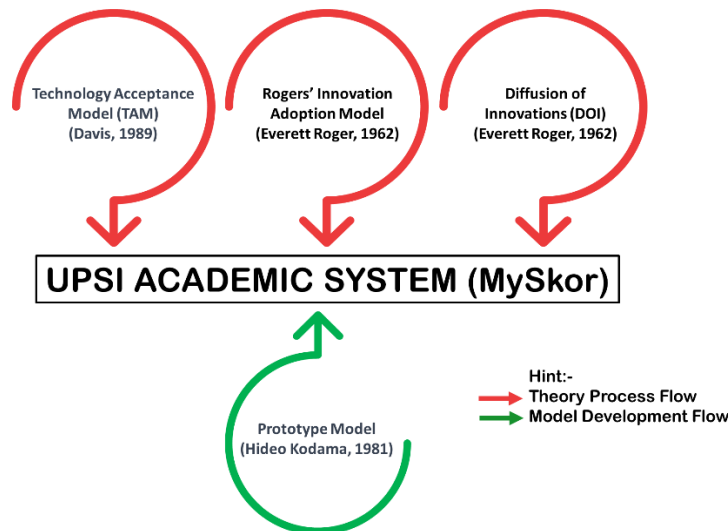 Technology Acceptance
Model (TAM)
(Davis, 1989)
Rogers' Innovation
Adoption Model
(Everett Roger, 1962)
Diffusion of
Innovations (DOI)
(Everett Roger, 1962)
UPSI ACADEMIC SYSTEM (MySkor)
Prototype Model
(Hideo Kodama, 1981)
Hint:-
Theory Process Flow
Model Development Flow